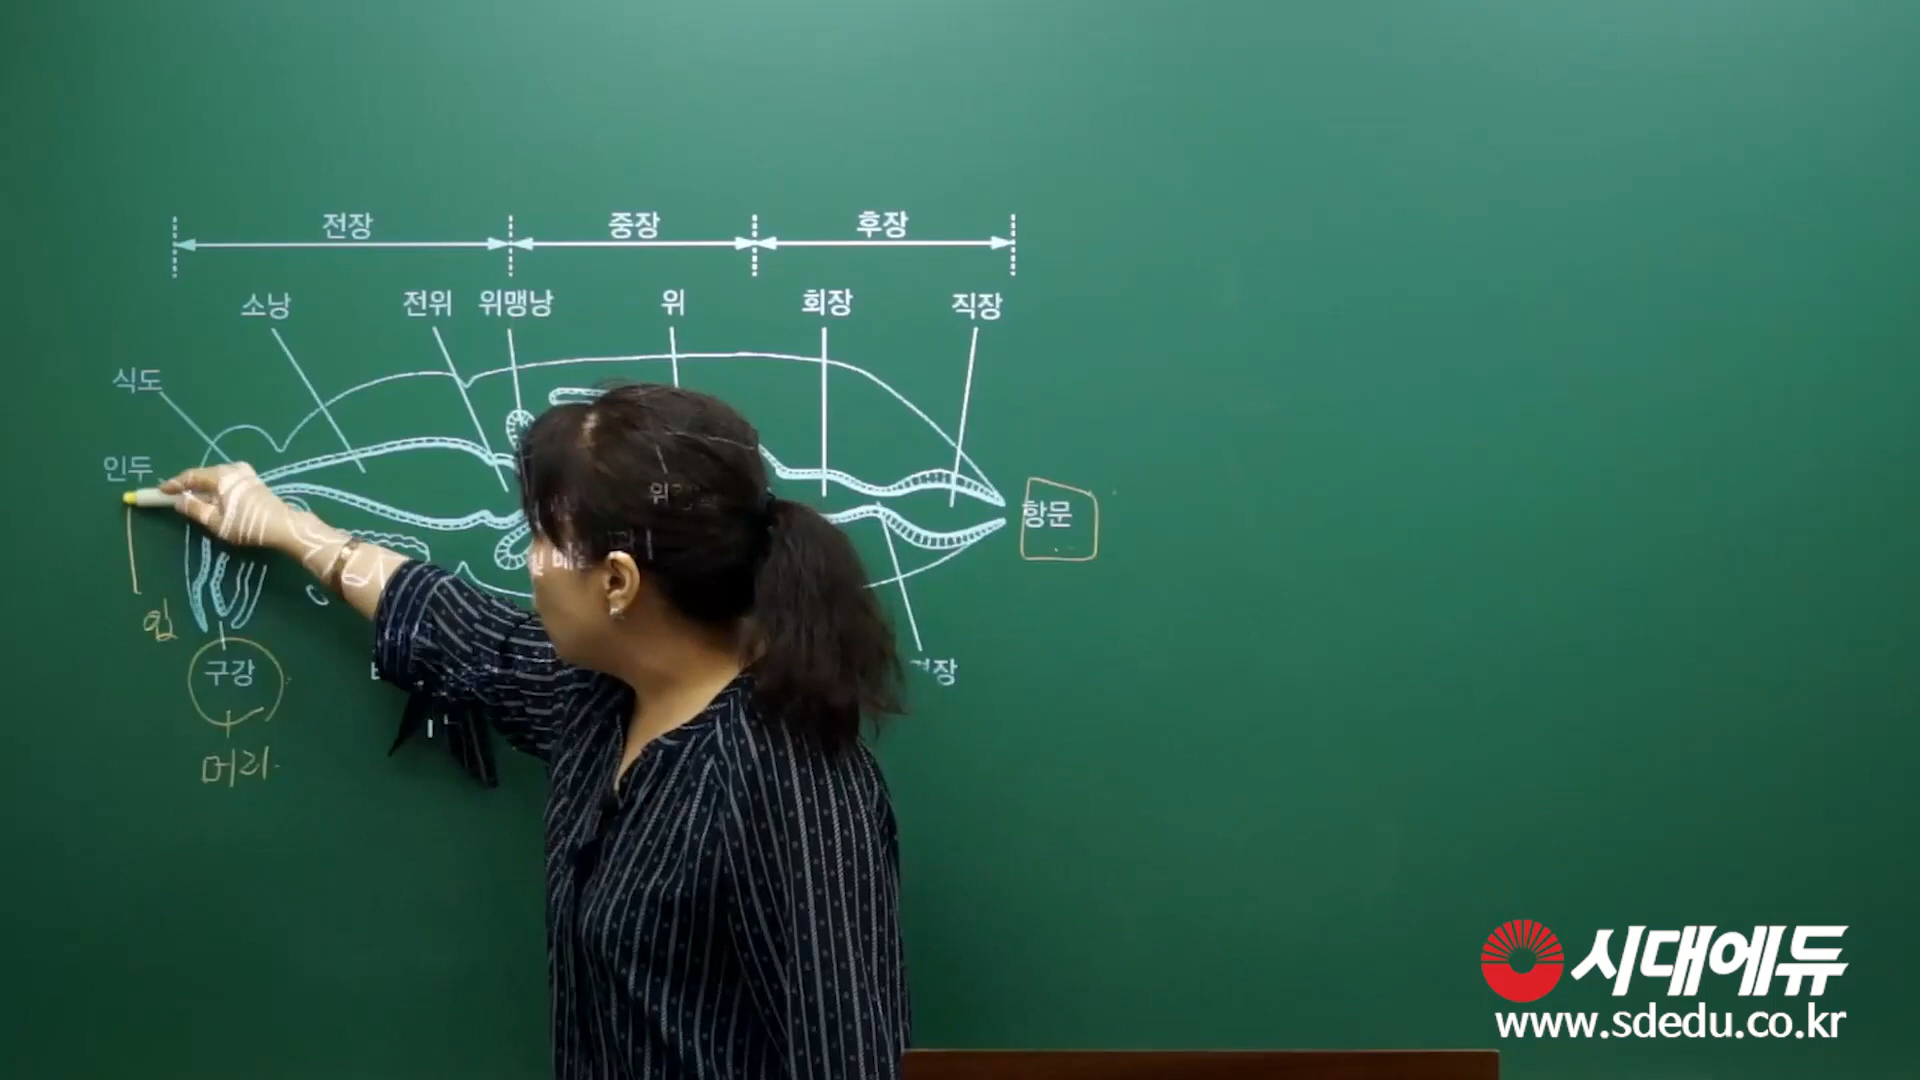 전장 중장 후장
소낭 전위 위맹낭 위 회장 직장
식도
인두
항문
입
구강
머리
시대에듀
www.sdedu.co.kr